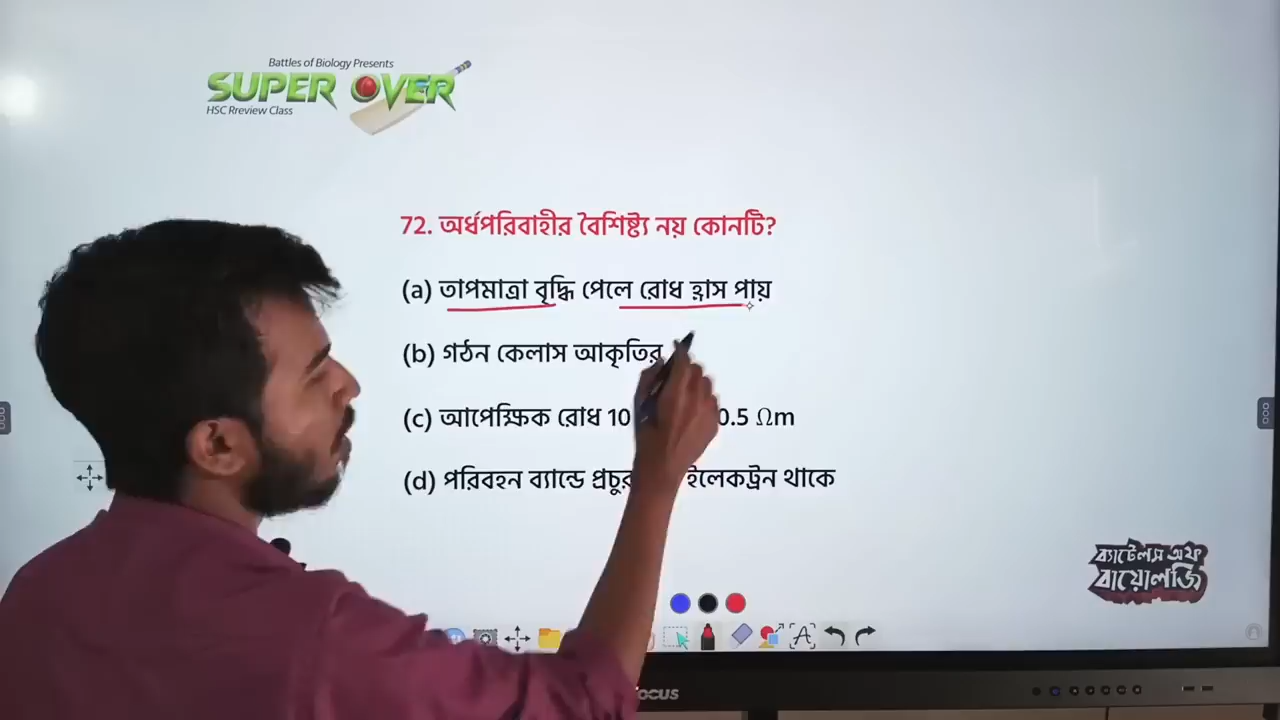 Battles of Biology Presents
SUPER OVER
HSC Rreview Class
72. অর্ধপরিবাহীর বৈশিষ্ট্য নয় কোনটি?
(a) তাপমাত্রা বৃদ্ধি পেলে রোধ হ্রাস পায়
(b) গঠন কেলাস আকৃতির
(c) আপেক্ষিক রোধ 10 0.5 Ωm
(d) পরিবহন ব্যান্ডে প্রচুর ইলেকট্রন থাকে
ব্যাটেলস অফ
বায়োলজি